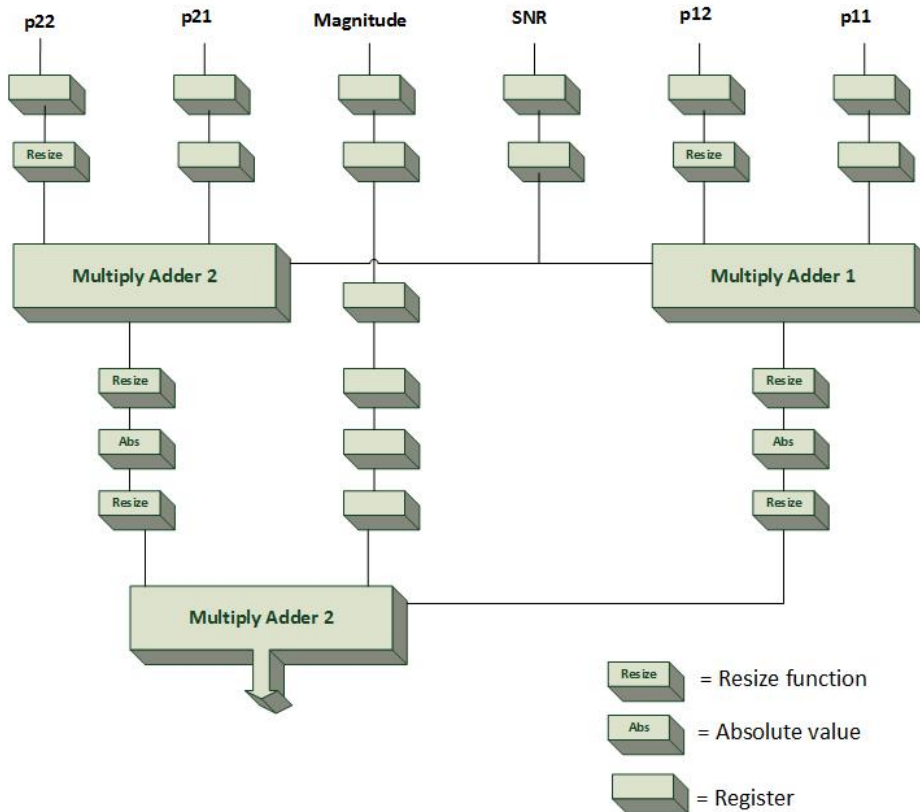 p22
p21
Magnitude
SNR
p12
p11
Resize
Resize
Multiply Adder 2
Multiply Adder 1
Resize
Resize
Abs
Abs
Resize
Resize
Multiply Adder 2
Resize = Resize function
Abs = Absolute value
= Register